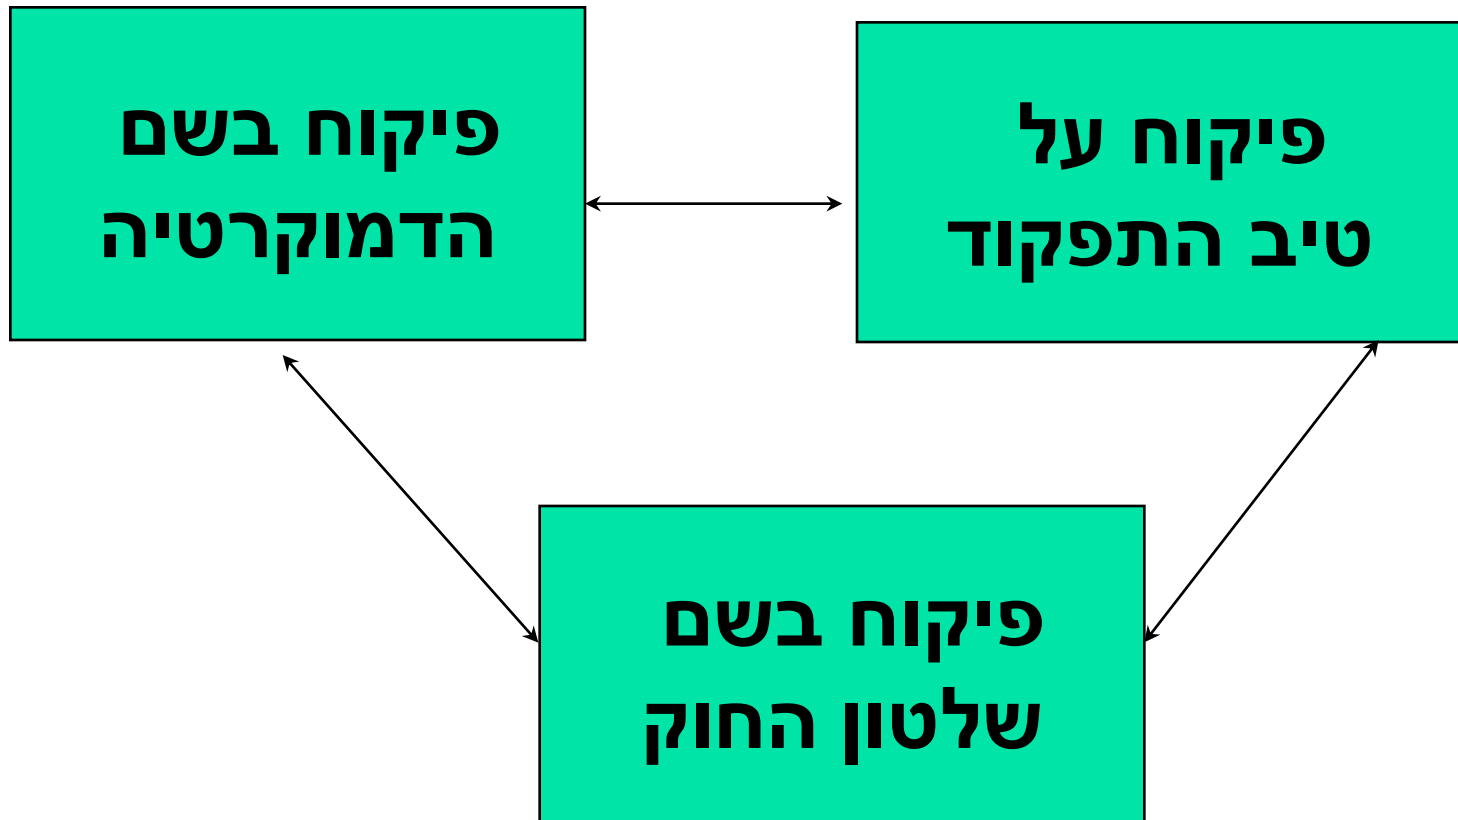 פיקוח על
טיב התפקוד
פיקוח בשם
הדמוקרטיה
פיקוח בשם
שלטון החוק